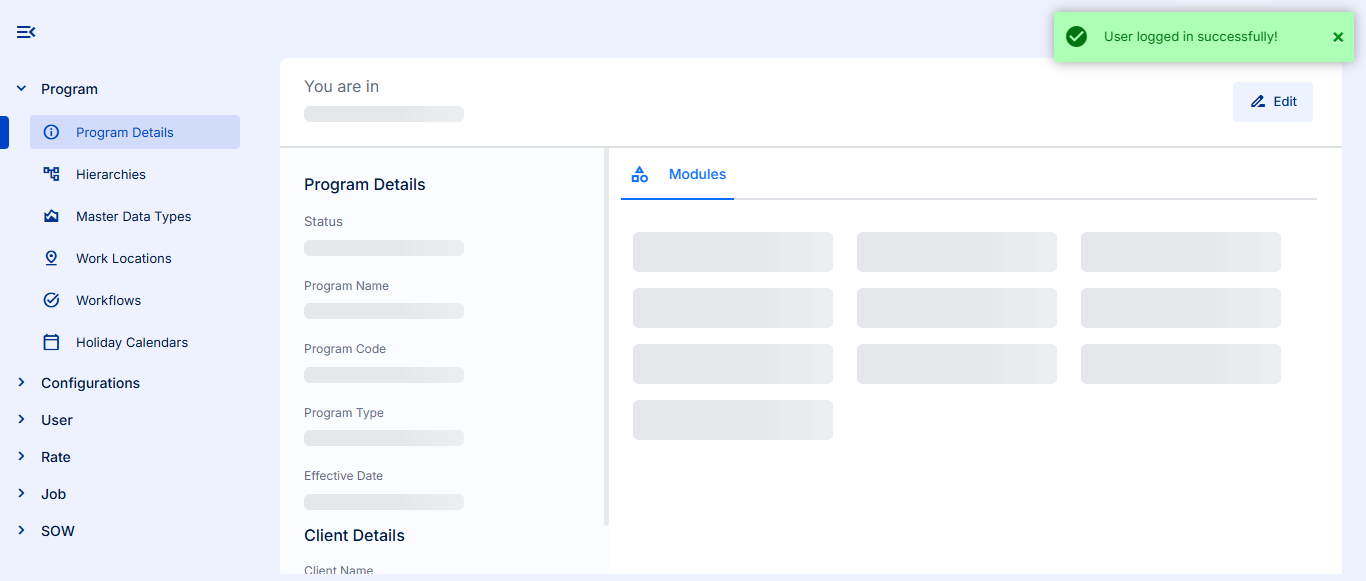 User logged in successfully!
You are in
Edit
Program
Program Details
Hierarchies
Master Data Types
Work Locations
Workflows
Holiday Calendars
Configurations
User
Rate
Job
SOW
Program Details
Status
Program Name
Program Code
Program Type
Effective Date
Client Details
Client Name
Modules